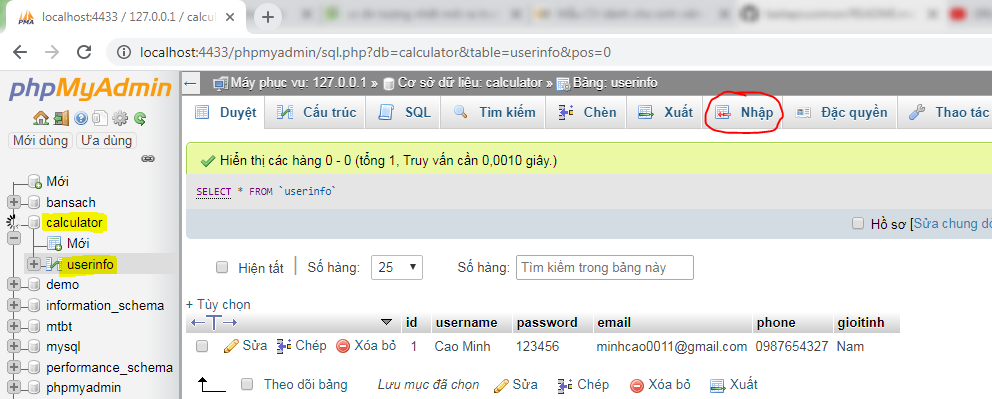 localhost:4433 / 127.0.0.1 / calcu
localhost:4433/phpmyadmin/sql.php?db=calculator&table=userinfo&pos=0
phpMyAdmin
Mới dùng Ưa dùng
Mới
bansach
calculator
Mới
userinfo
demo
information_schema
mtbt
mysql
performance_schema
phpmyadmin
Máy phục vụ: 127.0.0.1 » Cơ sở dữ liệu: calculator » Bảng: userinfo
Duyệt Cấu trúc SQL Tìm kiếm Chèn Xuất Nhập Đặc quyền Thao tác
Hiển thị các hàng 0 - 0 (tổng 1, Truy vấn cần 0,0010 giây.)
SELECT * FROM `userinfo`
Hồ sơ [Sửa chung dò
Hiện tất Số hàng: 25 Số hàng: Tìm kiếm trong bảng này
+ Tùy chọn
←T→ id username password email phone gioitinh
Sửa Chép Xóa bỏ 1 Cao Minh 123456 minhcao0011@gmail.com 0987654327 Nam
Theo dõi bảng Lưu mục đã chọn Sửa Chép Xóa bỏ Xuất